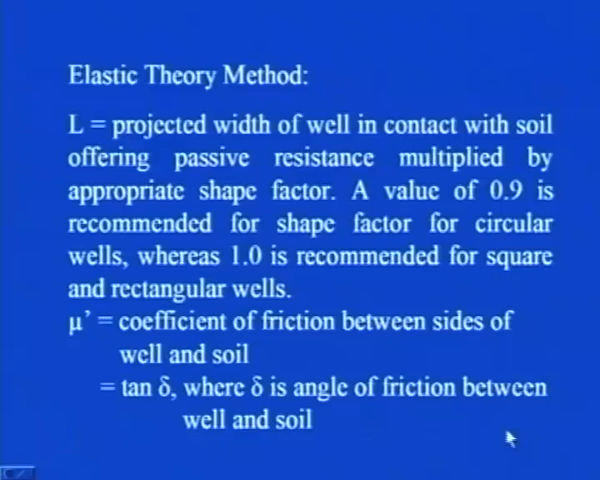 Elastic Theory Method:
L = projected width of well in contact with soil
offering passive resistance multiplied by
appropriate shape factor. A value of 0.9 is
recommended for shape factor for circular
wells, whereas 1.0 is recommended for square
and rectangular wells.
μ' = coefficient of friction between sides of
well and soil
= tan δ, where δ is angle of friction between
well and soil